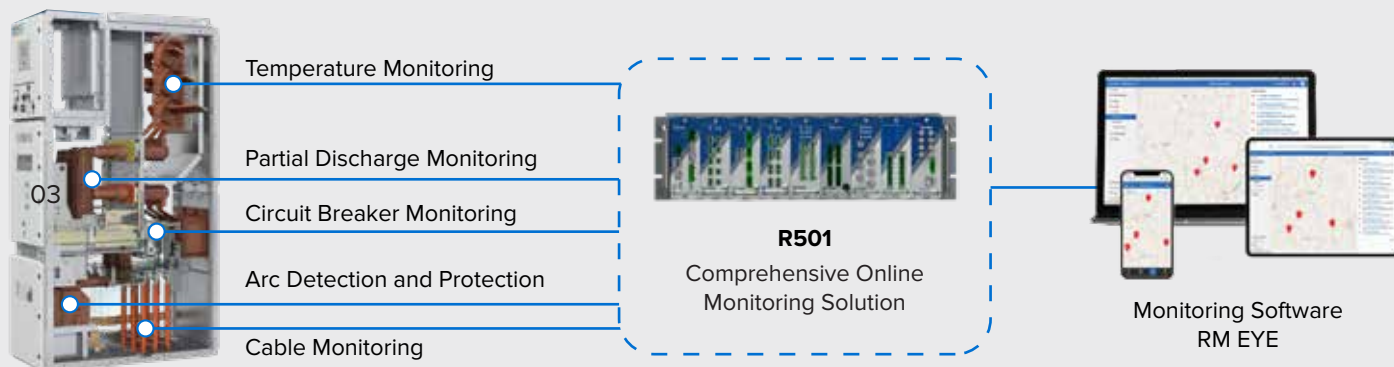 Temperature Monitoring
Partial Discharge Monitoring
03
Circuit Breaker Monitoring
Arc Detection and Protection
Cable Monitoring
R501
Comprehensive Online
Monitoring Solution
Monitoring Software
RM EYE